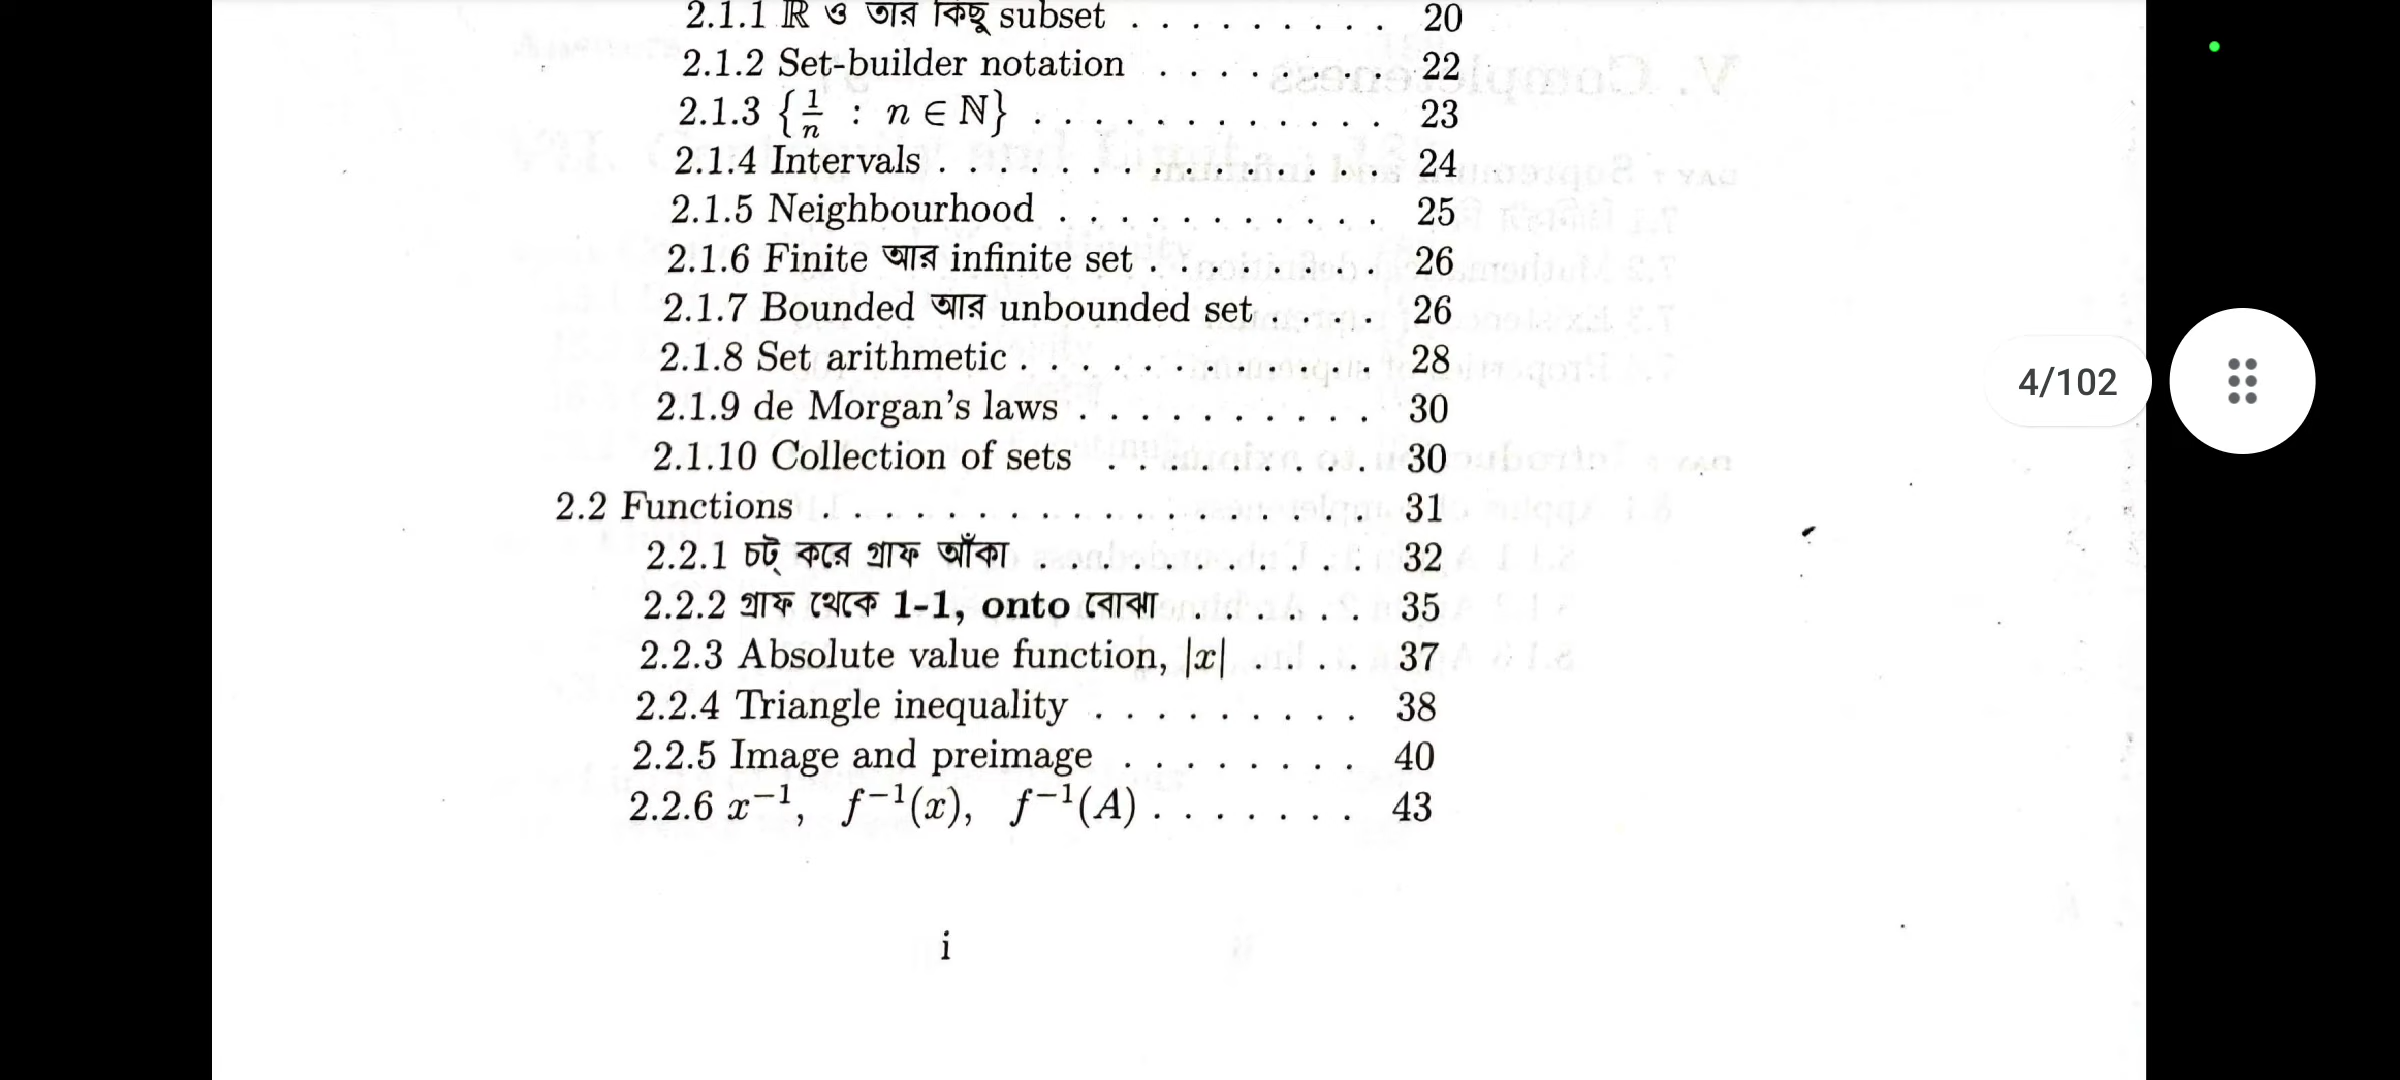 2.1.1 ℝ ও তার কিছু subset . . . . . . . . . 20
2.1.2 Set-builder notation . . . . . . . . 22
2.1.3 {1/n : n ∈ ℕ} . . . . . . . . . . . . 23
2.1.4 Intervals . . . . . . . . . . . . . . . 24
2.1.5 Neighbourhood . . . . . . . . . . . 25
2.1.6 Finite আর infinite set . . . . . . . . 26
2.1.7 Bounded আর unbounded set . . . . 26
2.1.8 Set arithmetic . . . . . . . . . . . . 28
2.1.9 de Morgan's laws . . . . . . . . . . 30
2.1.10 Collection of sets . . . . . . . . . 30
2.2 Functions . . . . . . . . . . . . . . . . . . 31
2.2.1 চট্ করে গ্রাফ আঁকা . . . . . . . . . . . 32
2.2.2 গ্রাফ থেকে 1-1, onto বোঝা . . . . . . 35
2.2.3 Absolute value function, |x| . . . . 37
2.2.4 Triangle inequality . . . . . . . . . 38
2.2.5 Image and preimage . . . . . . . . 40
2.2.6 x⁻¹, f⁻¹(x), f⁻¹(A) . . . . . . . 43
i
4/102